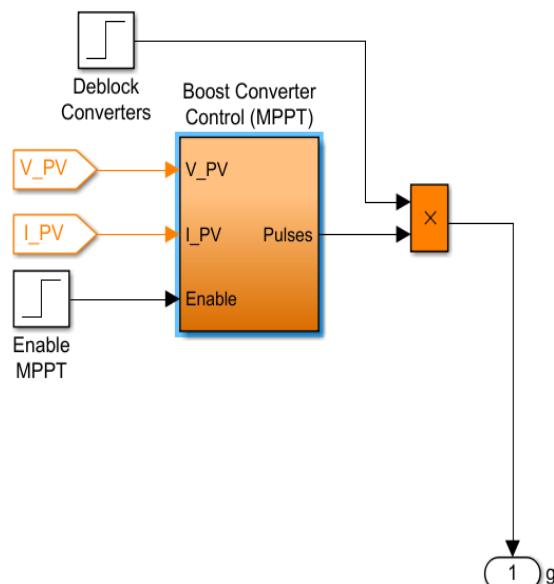 Deblock
Converters
Boost Converter
Control (MPPT)
V_PV
V_PV
I_PV
I_PV
Pulses
Enable
Enable
MPPT
×
1
g